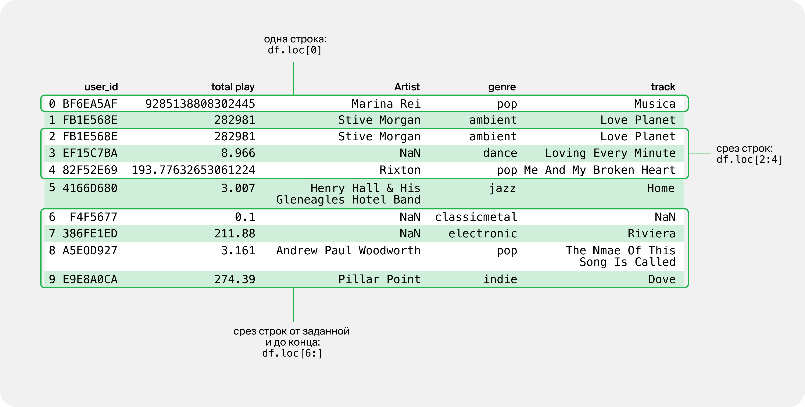 одна строка:
df.loc[0]
user_id total play Artist genre track
0 BF6EA5AF 9285138808302445 Marina Rei pop Musica
1 FB1E568E 282981 Stive Morgan ambient Love Planet
2 FB1E568E 282981 Stive Morgan ambient Love Planet
3 EF15C7BA 8.966 NaN dance Loving Every Minute
4 82F52E69 193.77632653061224 Rixton pop Me And My Broken Heart
5 4166D680 3.007 Henry Hall & His jazz Home
Gleneagles Hotel Band
6 F4F5677 0.1 NaN classicmetal NaN
7 386FE1ED 211.88 NaN electronic Riviera
8 A5EQD927 3.161 Andrew Paul Woodworth pop The Nmae Of This
Song Is Called
9 E9E8A0CA 274.39 Pillar Point indie Dove
срез строк:
df.loc[2:4]
срез строк от заданной
и до конца:
df.loc[6:]